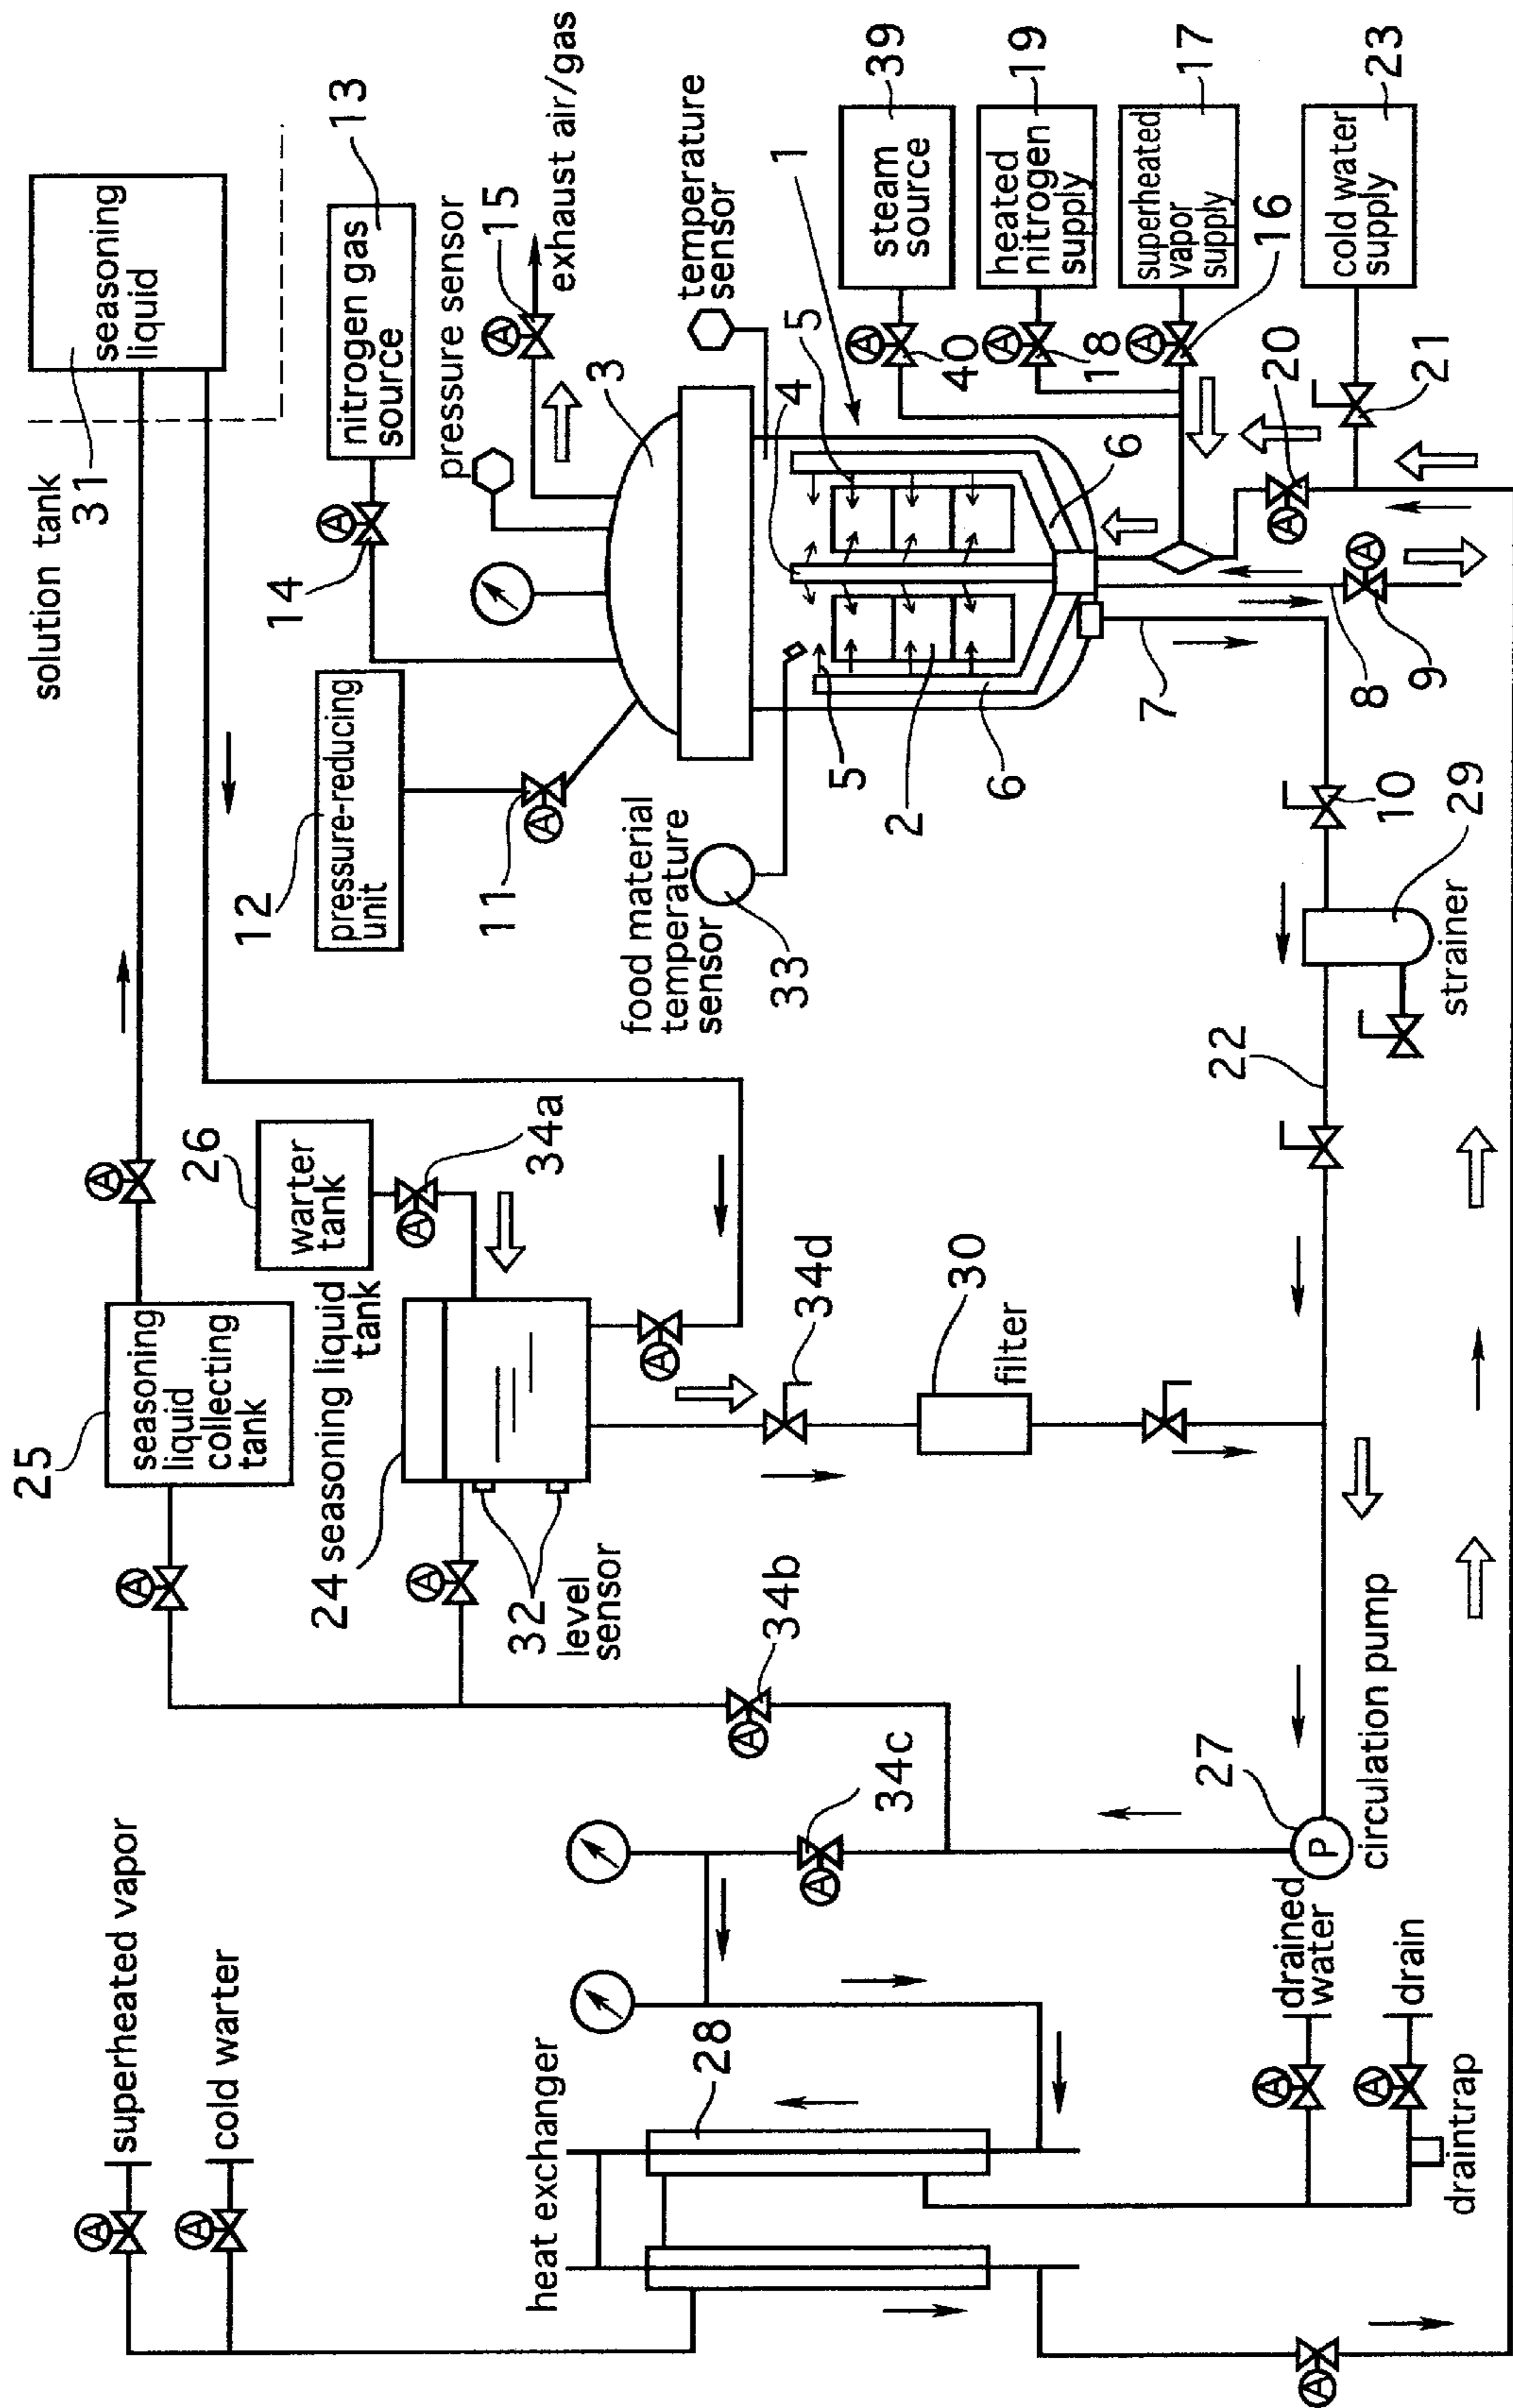 solution tank
31
seasoning
liquid
nitrogen gas
source
13
14
A
pressure sensor
15
A
exhaust air/gas
temperature
sensor
12
pressure-reducing
unit
11
A
3
1
5
4
6
5
2
6
food material
temperature
sensor
33
steam
source
39
heated
nitrogen
supply
19
superheated
vapor
supply
17
cold water
supply
23
A
40
A
18
A
16
20
A
21
7
8
9
A
10
29
strainer
22
25
seasoning
liquid
collecting
tank
A
26
warter
tank
34a
A
24 seasoning liquid
tank
A
A
A
32
level
sensor
34d
30
filter
34b
A
34c
A
27
P
circulation pump
superheated vapor
A
cold warter
A
heat exchanger
28
drained
water
A
drain
A
draintrap
A